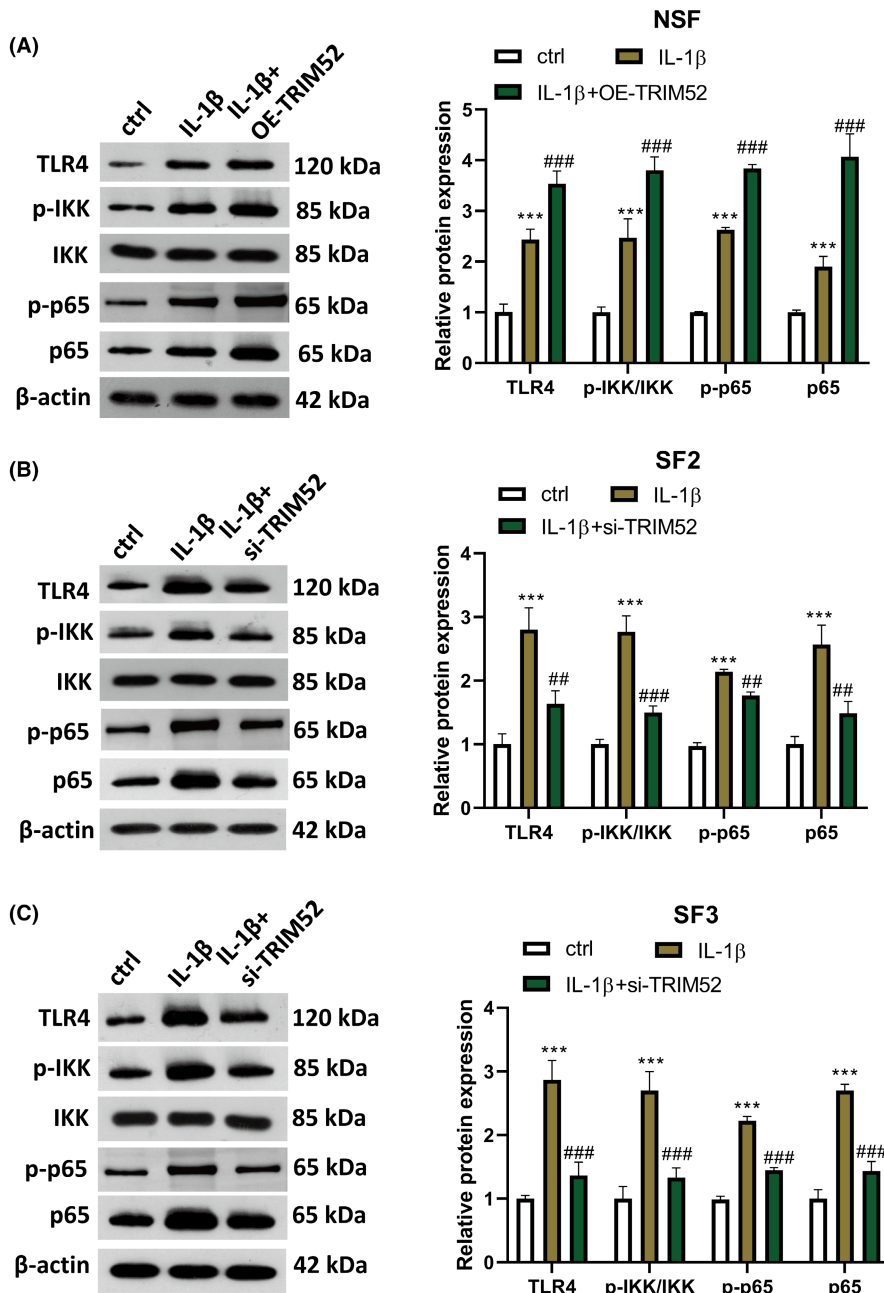 (A)
ctrl
IL-1β
IL-1β+
OE-TRIM52
TLR4
120 kDa
p-IKK
85 kDa
IKK
85 kDa
p-p65
65 kDa
p65
65 kDa
β-actin
42 kDa
NSF
ctrl
IL-1β
IL-1β+OE-TRIM52
Relative protein expression
5
4
3
2
1
0
*** ###
*** ###
*** ###
*** ###
TLR4 p-IKK/IKK p-p65 p65
(B)
ctrl
IL-1β
IL-1β+
si-TRIM52
TLR4
120 kDa
p-IKK
85 kDa
IKK
85 kDa
p-p65
65 kDa
p65
65 kDa
β-actin
42 kDa
SF2
ctrl
IL-1β
IL-1β+si-TRIM52
Relative protein expression
4
3
2
1
0
*** ##
*** ###
*** ##
*** ##
TLR4 p-IKK/IKK p-p65 p65
(C)
ctrl
IL-1β
IL-1β+
si-TRIM52
TLR4
120 kDa
p-IKK
85 kDa
IKK
85 kDa
p-p65
65 kDa
p65
65 kDa
β-actin
42 kDa
SF3
ctrl
IL-1β
IL-1β+si-TRIM52
Relative protein expression
4
3
2
1
0
*** ###
*** ###
*** ###
*** ###
TLR4 p-IKK/IKK p-p65 p65